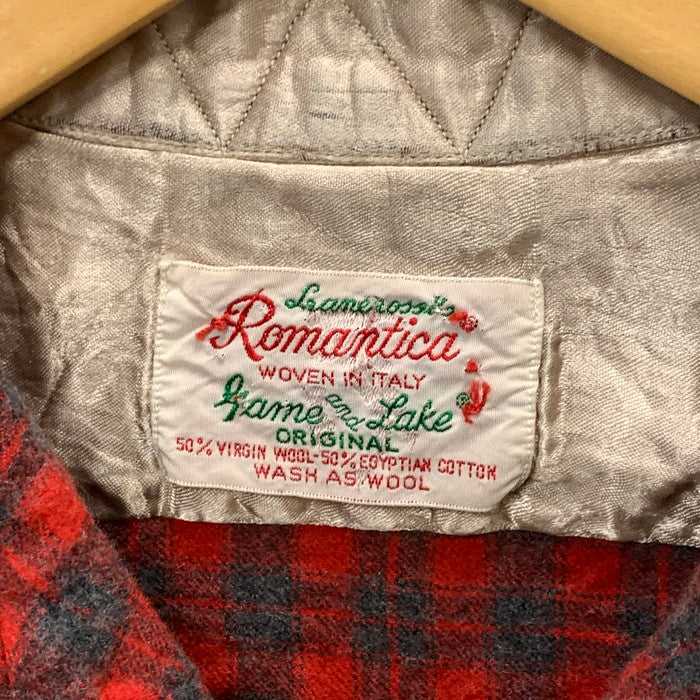 Lanerossi's
Romantica
WOVEN IN ITALY
Game and Lake
ORIGINAL
50% VIRGIN WOOL-50% EGYPTIAN COTTON
WASH AS WOOL